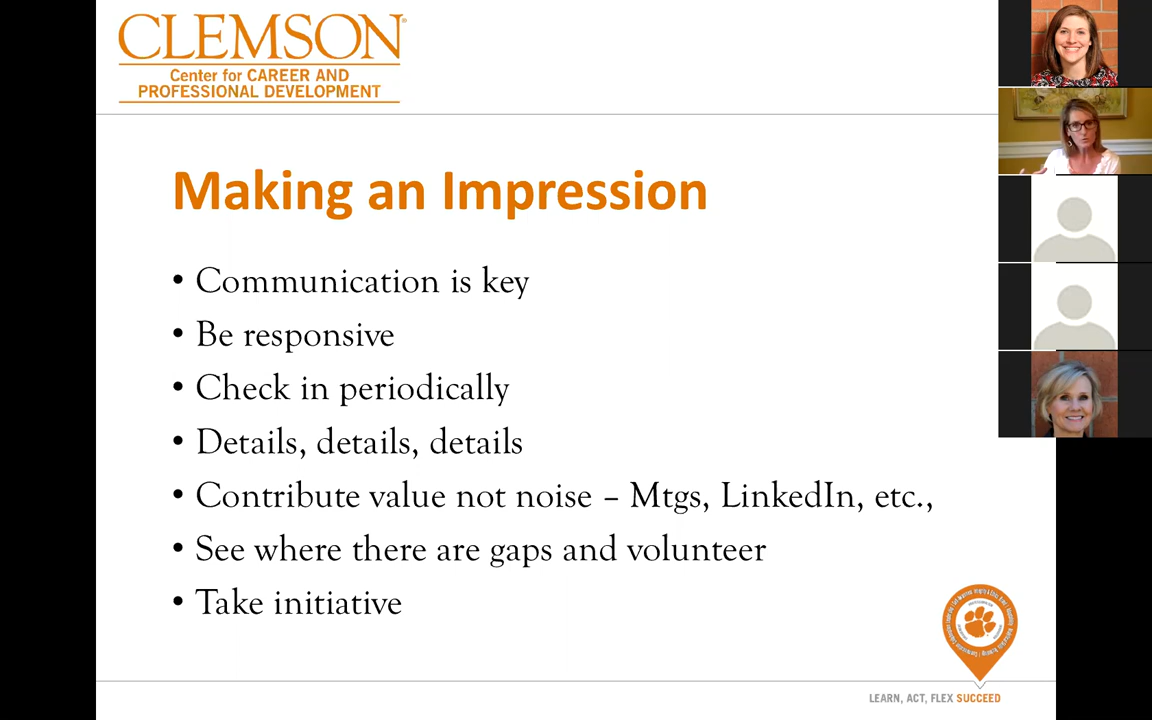 CLEMSON®
Center for CAREER AND
PROFESSIONAL DEVELOPMENT
Making an Impression
• Communication is key
• Be responsive
• Check in periodically
• Details, details, details
• Contribute value not noise – Mtgs, LinkedIn, etc.,
• See where there are gaps and volunteer
• Take initiative
LEARN, ACT, FLEX SUCCEED